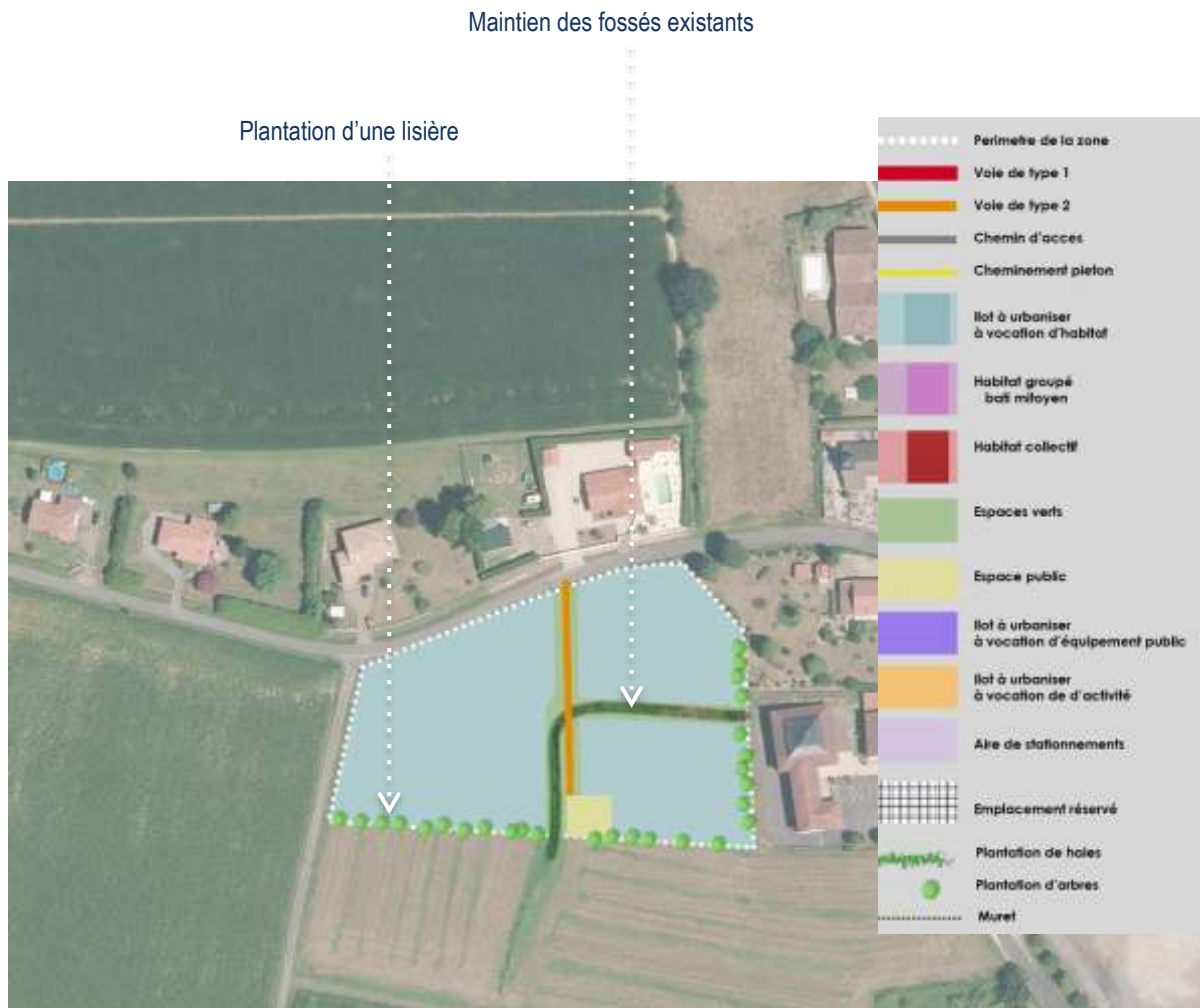 Maintien des fossés existants
Plantation d'une lisière
Perimetre de la zone
Voie de type 1
Voie de type 2
Chemin d'acces
Cheminement pieton
Ilot à urbaniser
à vocation d'habitat
Habitat groupé
bati mitoyen
Habitat collectif
Espaces verts
Espace public
Ilot à urbaniser
à vocation d'équipement public
Ilot à urbaniser
à vocation de d'activité
Aire de stationnements
Emplacement réservé
Plantation de haies
Plantation d'arbres
Muret